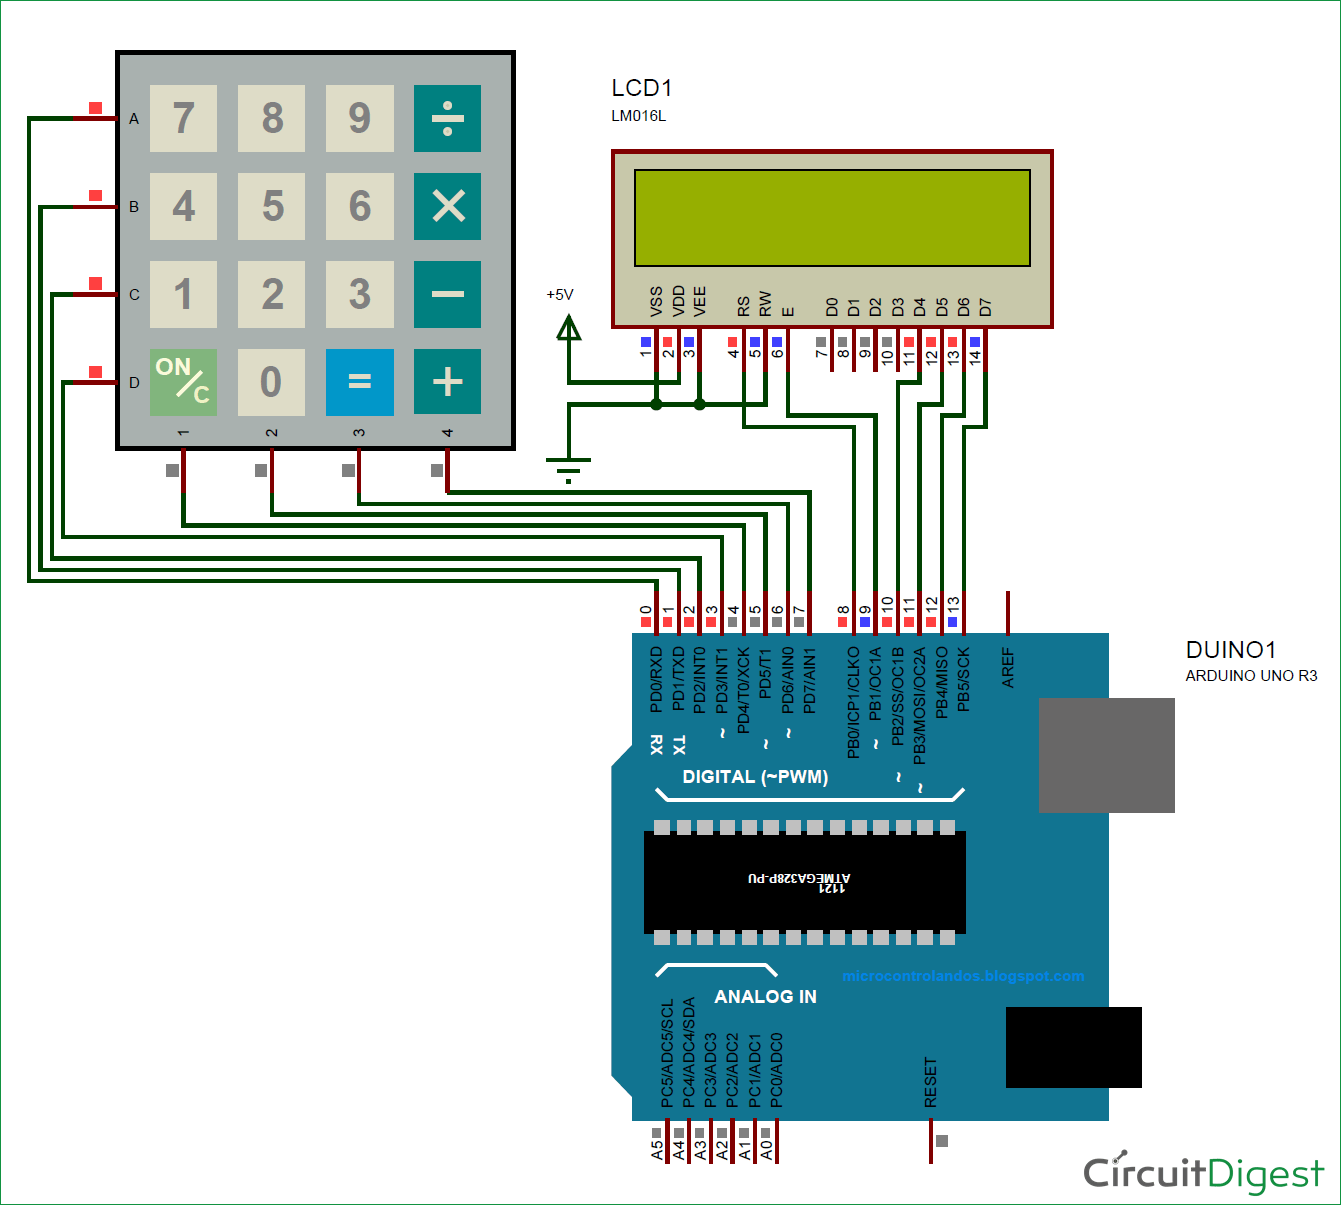 LCD1
LM016L
A
7
8
9
÷
B
4
5
6
×
C
1
2
3
−
D
ON/C
0
=
+
1
2
3
4
+5V
VSS
VDD
VEE
RS
RW
E
D0
D1
D2
D3
D4
D5
D6
D7
1
2
3
4
5
6
7
8
9
10
11
12
13
14
0
1
2
3
4
5
6
7
8
9
10
11
12
13
DUINO1
ARDUINO UNO R3
PD0/RXD
PD1/TXD
PD2/INT0
PD3/INT1
PD4/T0/XCK
PD5/T1
PD6/AIN0
PD7/AIN1
PB0/ICP1/CLKO
PB1/OC1A
PB2/SS/OC1B
PB3/MOSI/OC2A
PB4/MISO
PB5/SCK
AREF
RX
TX
~
~
~
~
~
~
DIGITAL (~PWM)
1121
ATMEGA328P-PU
microcontrolandos.blogspot.com
ANALOG IN
PC5/ADC5/SCL
PC4/ADC4/SDA
PC3/ADC3
PC2/ADC2
PC1/ADC1
PC0/ADC0
RESET
A5
A4
A3
A2
A1
A0
CircuitDigest